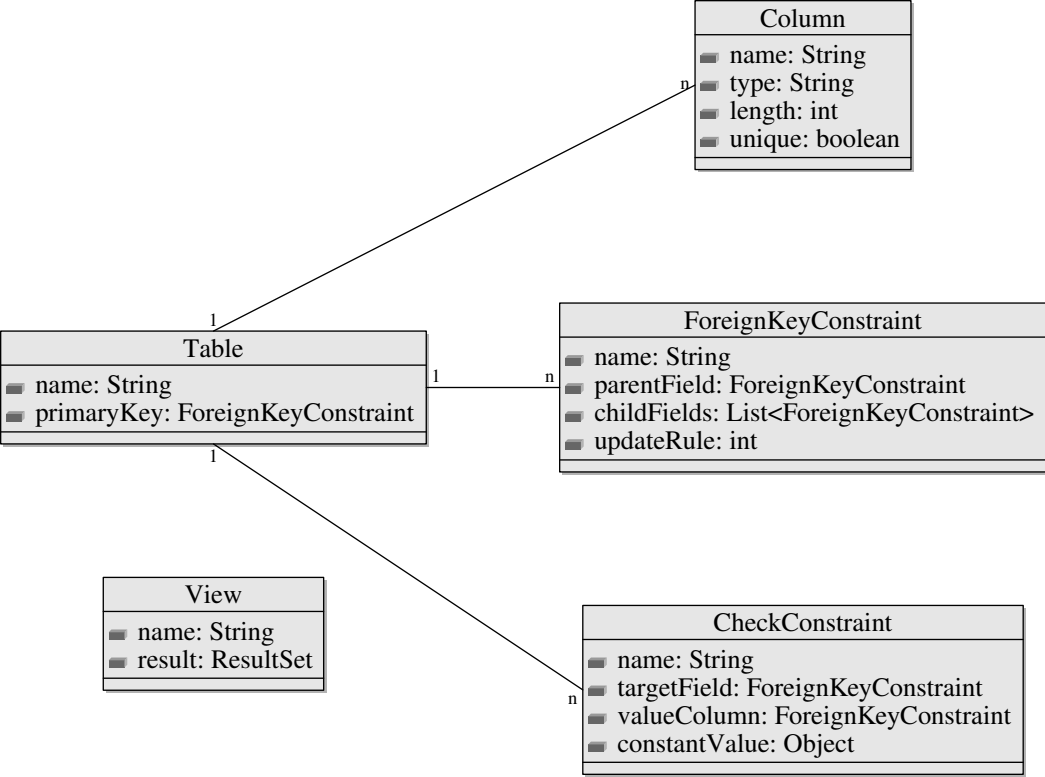 Column
name: String
type: String
length: int
unique: boolean
n
1
Table
name: String
primaryKey: ForeignKeyConstraint
1
n
1
ForeignKeyConstraint
name: String
parentField: ForeignKeyConstraint
childFields: List<ForeignKeyConstraint>
updateRule: int
View
name: String
result: ResultSet
n
CheckConstraint
name: String
targetField: ForeignKeyConstraint
valueColumn: ForeignKeyConstraint
constantValue: Object